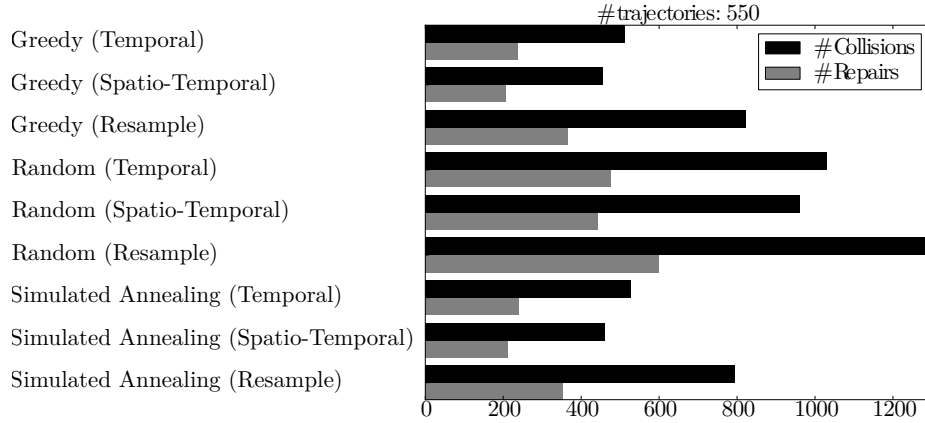 #trajectories: 550
Greedy (Temporal)
#Collisions
#Repairs
Greedy (Spatio-Temporal)
Greedy (Resample)
Random (Temporal)
Random (Spatio-Temporal)
Random (Resample)
Simulated Annealing (Temporal)
Simulated Annealing (Spatio-Temporal)
Simulated Annealing (Resample)
0 200 400 600 800 1000 1200